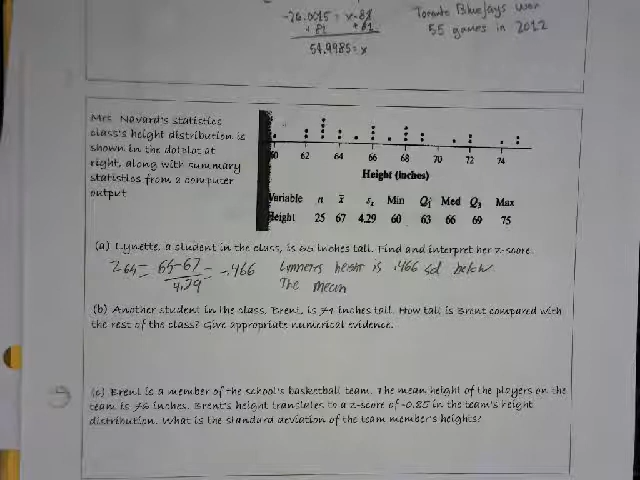 -26.0015 = x-81
+81 +81
54.9985 = x
Toronto BlueJays won
55 games in 2012
Mrs. Navard's statistics
class's height distribution is
shown in the dotplot at
right, along with summary
statistics from a computer
output
60 62 64 66 68 70 72 74
Height (inches)
Variable n x̄ sx Min Q1 Med Q3 Max
Height 25 67 4.29 60 63 66 69 75
(a) Lynette, a student in the class, is 65 inches tall. Find and interpret her z-score.
Z65 = 65-67 = -.466
4.29
height is .466 sd below
The mean
(b) Another student in the class, Brent, is 74 inches tall. How tall is Brent compared with
the rest of the class? Give appropriate numerical evidence.
(c) Brent is a member of the school's basketball team. The mean height of the players on the
team is 76 inches. Brent's height translates to a z-score of -0.85 in the team's height
distribution. What is the standard deviation of the team member's heights?